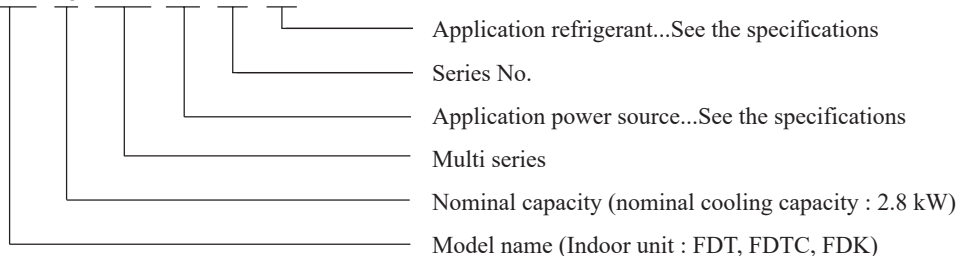 Application refrigerant...See the specifications
Series No.
Application power source...See the specifications
Multi series
Nominal capacity (nominal cooling capacity : 2.8 kW)
Model name (Indoor unit : FDT, FDTC, FDK)